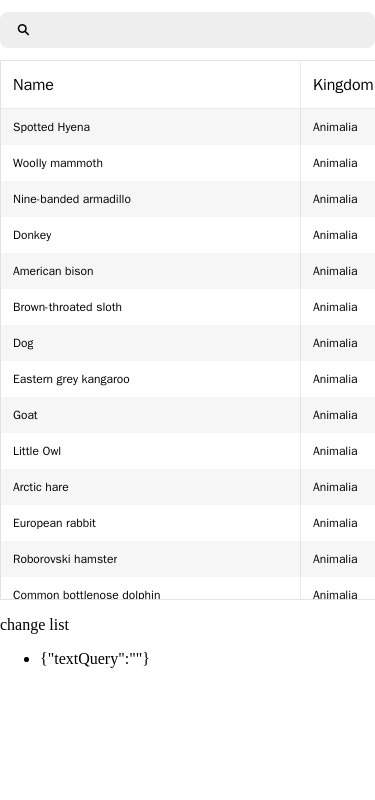 Name Kingdom
Spotted Hyena Animalia
Woolly mammoth Animalia
Nine-banded armadillo Animalia
Donkey Animalia
American bison Animalia
Brown-throated sloth Animalia
Dog Animalia
Eastern grey kangaroo Animalia
Goat Animalia
Little Owl Animalia
Arctic hare Animalia
European rabbit Animalia
Roborovski hamster Animalia
Common bottlenose dolphin Animalia
change list
{"textQuery":""}